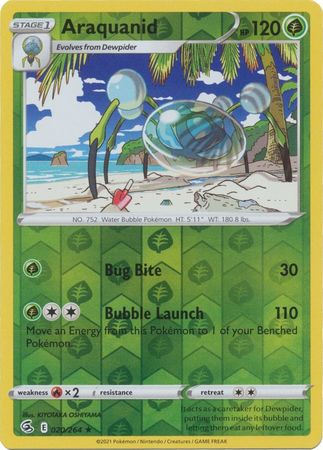 STAGE 1
Araquanid
HP 120
Evolves from Dewpider
NO. 752 Water Bubble Pokémon HT: 5'11" WT: 180.8 lbs.
Bug Bite 30
Bubble Launch 110
Move an Energy from this Pokémon to 1 of your Benched
Pokémon.
weakness ×2 resistance retreat
illus. KIYOTAKA OSHIYAMA
E 020/264 ★
It acts as a caretaker for Dewpider,
putting them inside its bubble and
letting them eat any leftover food.
©2021 Pokémon / Nintendo / Creatures / GAME FREAK